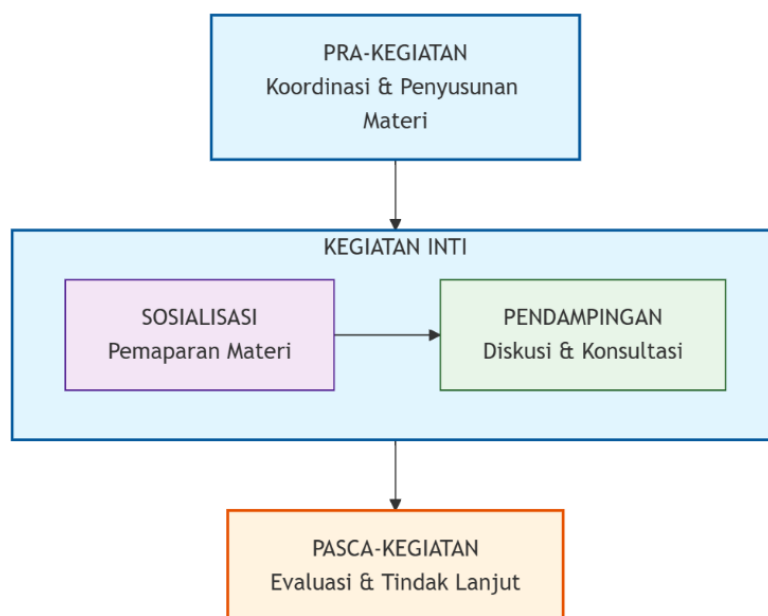 PRA-KEGIATAN
Koordinasi & Penyusunan
Materi
KEGIATAN INTI
SOSIALISASI
Pemaparan Materi
PENDAMPINGAN
Diskusi & Konsultasi
PASCA-KEGIATAN
Evaluasi & Tindak Lanjut